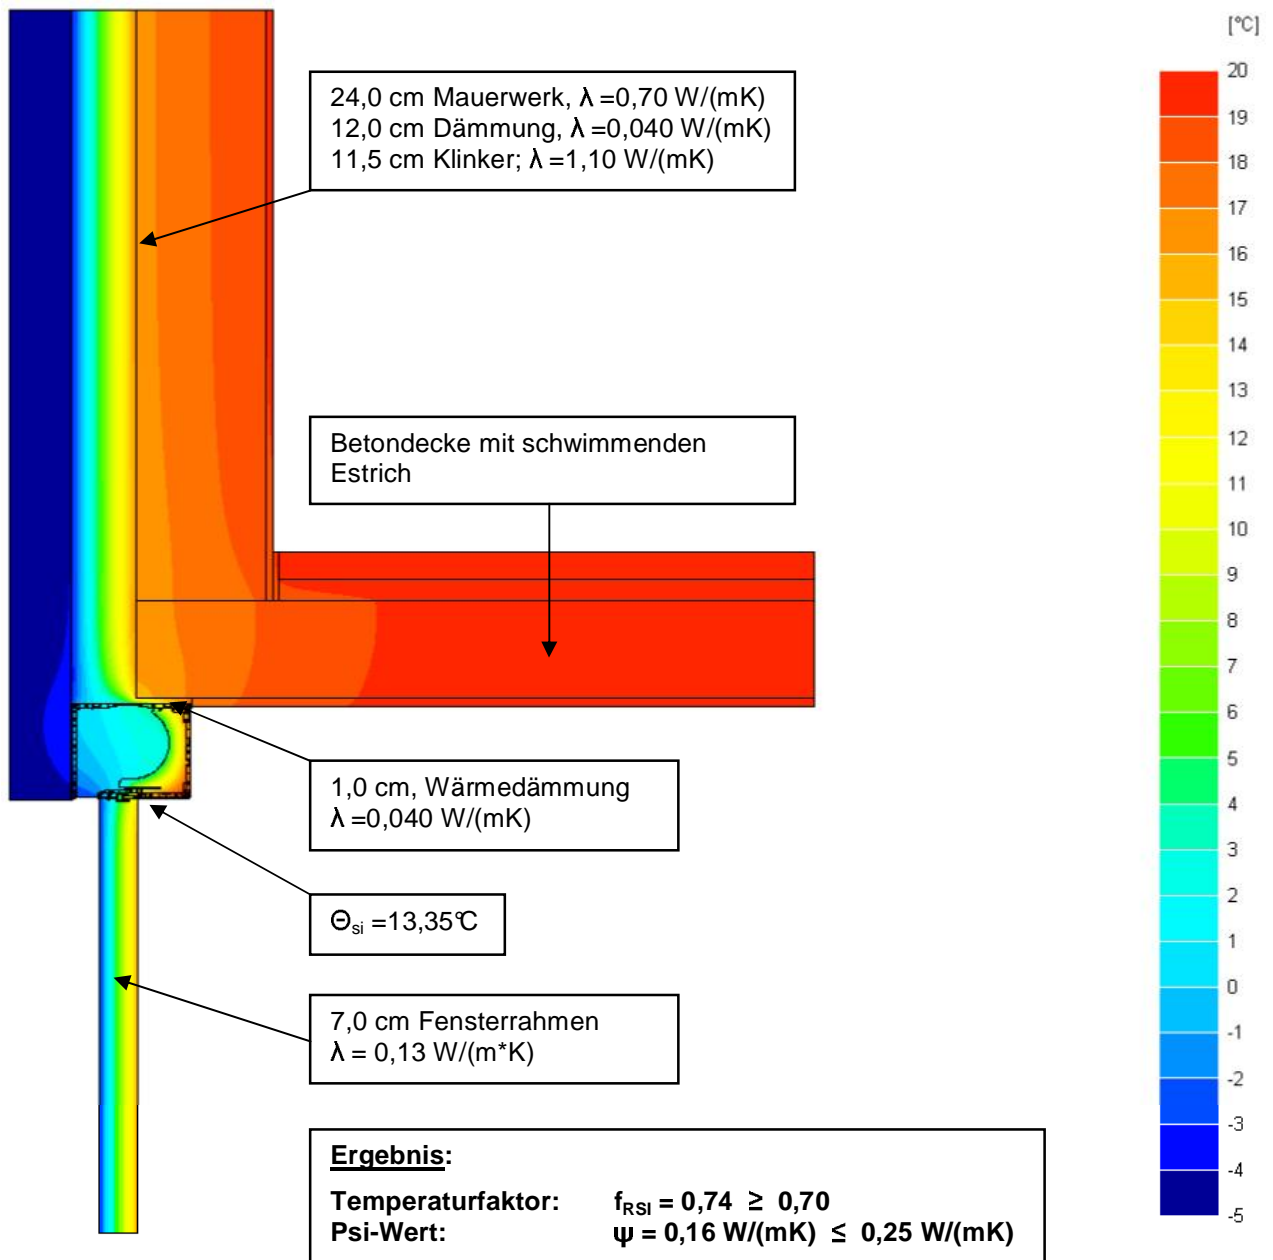 [°C]
24,0 cm Mauerwerk, λ =0,70 W/(mK)
12,0 cm Dämmung, λ =0,040 W/(mK)
11,5 cm Klinker; λ =1,10 W/(mK)
Betondecke mit schwimmenden
Estrich
1,0 cm, Wärmedämmung
λ =0,040 W/(mK)
Θsi =13,35°C
7,0 cm Fensterrahmen
λ = 0,13 W/(m*K)
Ergebnis:
Temperaturfaktor: fRSI = 0,74 ≥ 0,70
Psi-Wert: ψ = 0,16 W/(mK) ≤ 0,25 W/(mK)
20
19
18
17
16
15
14
13
12
11
10
9
8
7
6
5
4
3
2
1
0
-1
-2
-3
-4
-5